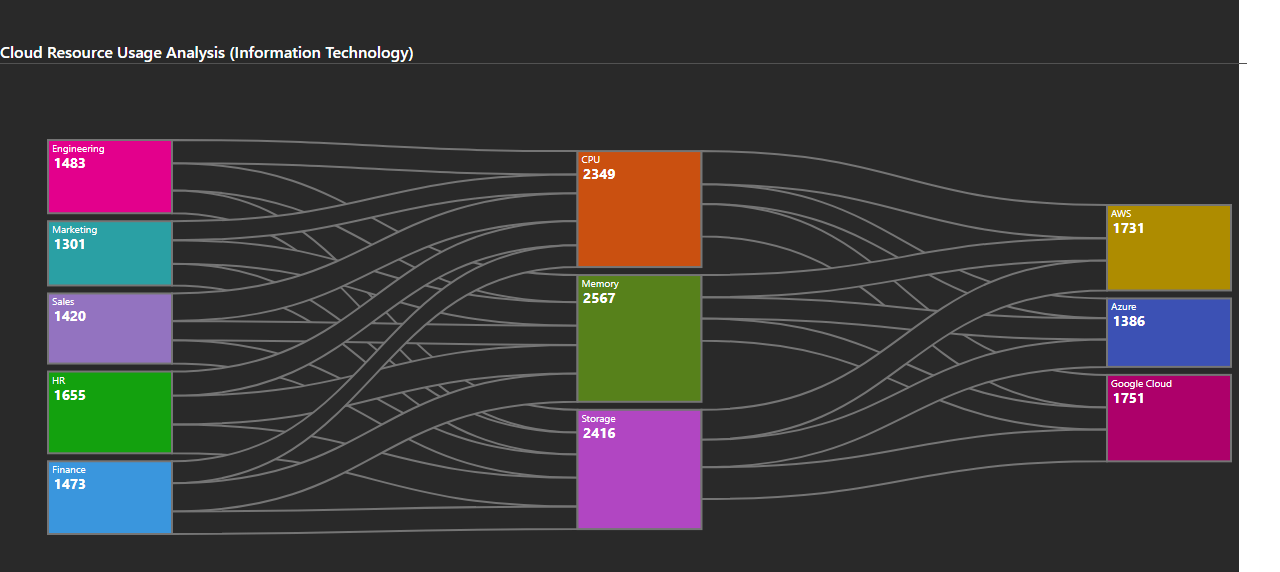 Cloud Resource Usage Analysis (Information Technology)
Engineering
1483
Marketing
1301
Sales
1420
HR
1655
Finance
1473
CPU
2349
Memory
2567
Storage
2416
AWS
1731
Azure
1386
Google Cloud
1751